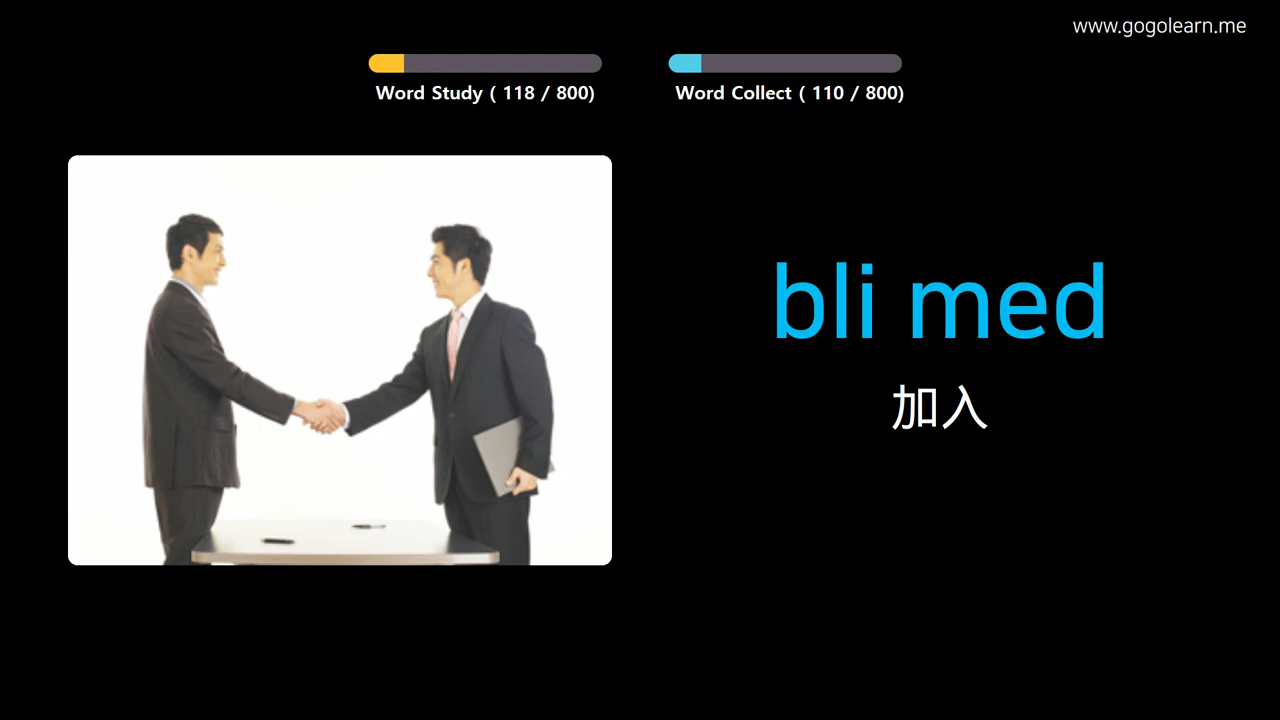 www.gogolearn.me
Word Study ( 118 / 800)
Word Collect ( 110 / 800)
bli med
加入